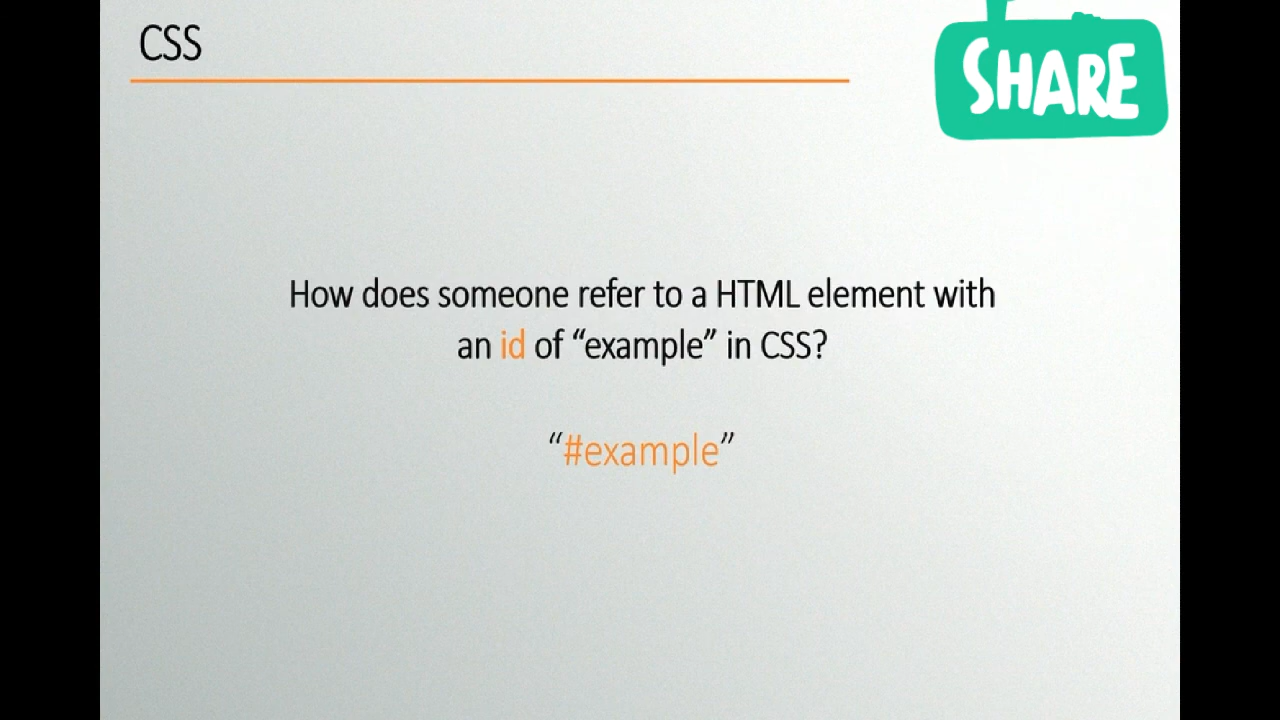 CSS
SHARE
How does someone refer to a HTML element with
an id of “example” in CSS?
“#example”